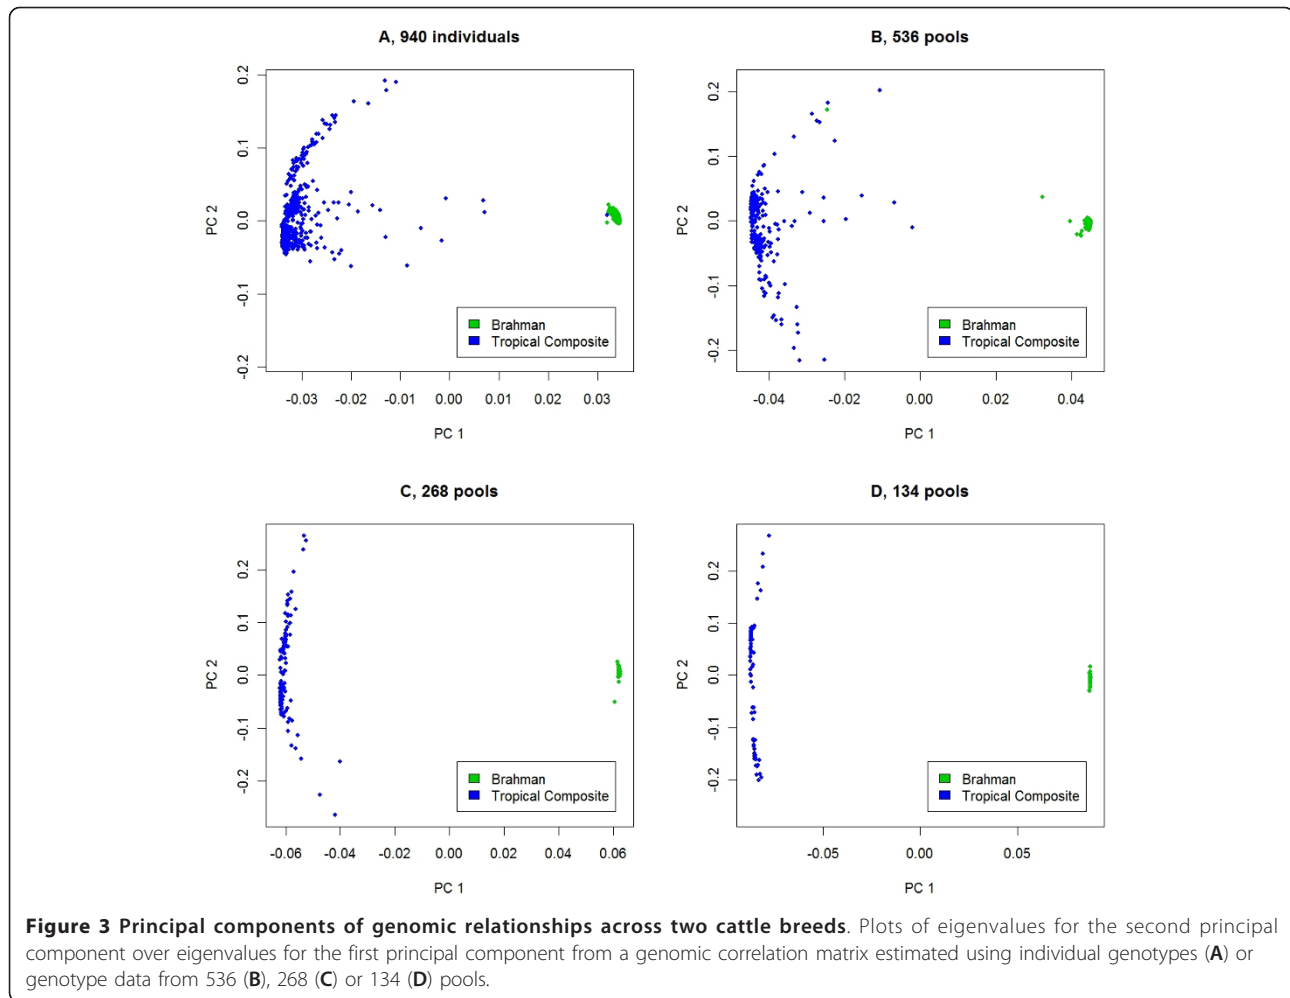 A, 940 individuals
0.2
0.1
0.0
-0.1
-0.2
PC 2
Brahman
Tropical Composite
-0.03 -0.02 -0.01 0.00 0.01 0.02 0.03
PC 1
B, 536 pools
0.2
0.1
0.0
-0.1
-0.2
PC 2
Brahman
Tropical Composite
-0.04 -0.02 0.00 0.02 0.04
PC 1
C, 268 pools
0.2
0.1
0.0
-0.1
-0.2
PC 2
Brahman
Tropical Composite
-0.06 -0.04 -0.02 0.00 0.02 0.04 0.06
PC 1
D, 134 pools
0.2
0.1
0.0
-0.1
-0.2
PC 2
Brahman
Tropical Composite
-0.05 0.00 0.05
PC 1
Figure 3 Principal components of genomic relationships across two cattle breeds. Plots of eigenvalues for the second principal
component over eigenvalues for the first principal component from a genomic correlation matrix estimated using individual genotypes (A) or
genotype data from 536 (B), 268 (C) or 134 (D) pools.